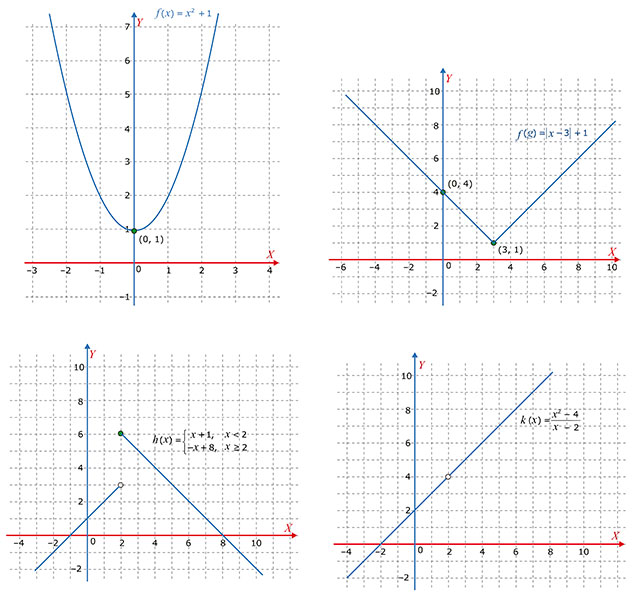 f(x) = x² + 1
Y
7
6
5
4
3
2
1
(0, 1)
X
−3 −2 −1 0 1 2 3 4
−1
Y
10
8
f(g) = |x − 3| + 1
6
(0, 4)
4
2
(3, 1)
X
−6 −4 −2 0 2 4 6 8 10
−2
Y
10
8
6
h(x) = { x + 1, x < 2
−x + 8, x ≥ 2
4
2
X
−4 −2 0 2 4 6 8 10
−2
Y
10
8
k(x) = x² − 4
x − 2
6
4
2
X
−4 −2 0 2 4 6 8 10
−2